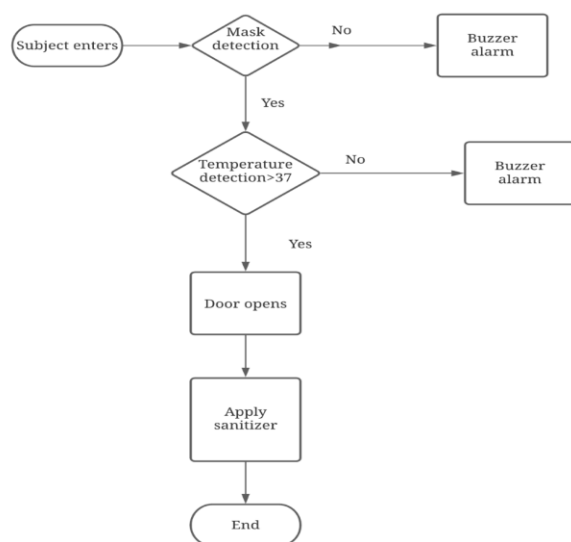 Subject enters
Mask
detection
No
Buzzer
alarm
Yes
Temperature
detection>37
No
Buzzer
alarm
Yes
Door opens
Apply
sanitizer
End